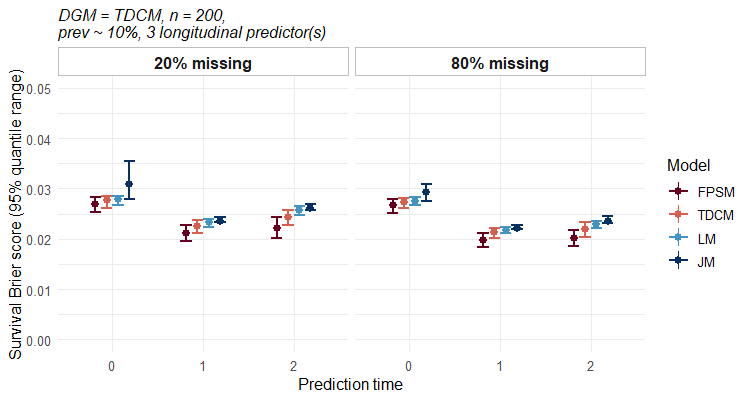 DGM = TDCM, n = 200,
prev ~ 10%, 3 longitudinal predictor(s)
20% missing
80% missing
Survival Brier score (95% quantile range)
0.05
0.04
0.03
0.02
0.01
0.00
0
1
2
0
1
2
Prediction time
Model
FPSM
TDCM
LM
JM